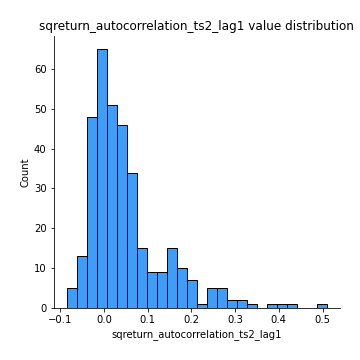 sqreturn_autocorrelation_ts2_lag1 value distribution
Count
60
50
40
30
20
10
0
−0.1 0.0 0.1 0.2 0.3 0.4 0.5
sqreturn_autocorrelation_ts2_lag1